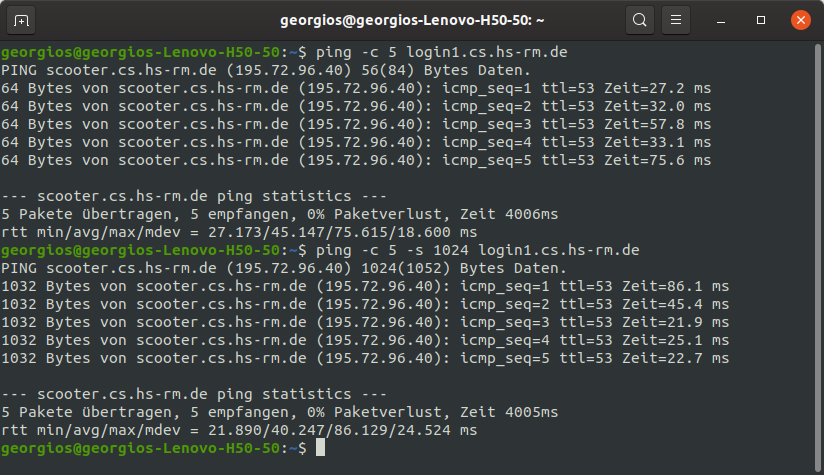 georgios@georgios-Lenovo-H50-50: ~
georgios@georgios-Lenovo-H50-50:~$ ping -c 5 login1.cs.hs-rm.de
PING scooter.cs.hs-rm.de (195.72.96.40) 56(84) Bytes Daten.
64 Bytes von scooter.cs.hs-rm.de (195.72.96.40): icmp_seq=1 ttl=53 Zeit=27.2 ms
64 Bytes von scooter.cs.hs-rm.de (195.72.96.40): icmp_seq=2 ttl=53 Zeit=32.0 ms
64 Bytes von scooter.cs.hs-rm.de (195.72.96.40): icmp_seq=3 ttl=53 Zeit=57.8 ms
64 Bytes von scooter.cs.hs-rm.de (195.72.96.40): icmp_seq=4 ttl=53 Zeit=33.1 ms
64 Bytes von scooter.cs.hs-rm.de (195.72.96.40): icmp_seq=5 ttl=53 Zeit=75.6 ms
--- scooter.cs.hs-rm.de ping statistics ---
5 Pakete übertragen, 5 empfangen, 0% Paketverlust, Zeit 4006ms
rtt min/avg/max/mdev = 27.173/45.147/75.615/18.600 ms
georgios@georgios-Lenovo-H50-50:~$ ping -c 5 -s 1024 login1.cs.hs-rm.de
PING scooter.cs.hs-rm.de (195.72.96.40) 1024(1052) Bytes Daten.
1032 Bytes von scooter.cs.hs-rm.de (195.72.96.40): icmp_seq=1 ttl=53 Zeit=86.1 ms
1032 Bytes von scooter.cs.hs-rm.de (195.72.96.40): icmp_seq=2 ttl=53 Zeit=45.4 ms
1032 Bytes von scooter.cs.hs-rm.de (195.72.96.40): icmp_seq=3 ttl=53 Zeit=21.9 ms
1032 Bytes von scooter.cs.hs-rm.de (195.72.96.40): icmp_seq=4 ttl=53 Zeit=25.1 ms
1032 Bytes von scooter.cs.hs-rm.de (195.72.96.40): icmp_seq=5 ttl=53 Zeit=22.7 ms
--- scooter.cs.hs-rm.de ping statistics ---
5 Pakete übertragen, 5 empfangen, 0% Paketverlust, Zeit 4005ms
rtt min/avg/max/mdev = 21.890/40.247/86.129/24.524 ms
georgios@georgios-Lenovo-H50-50:~$